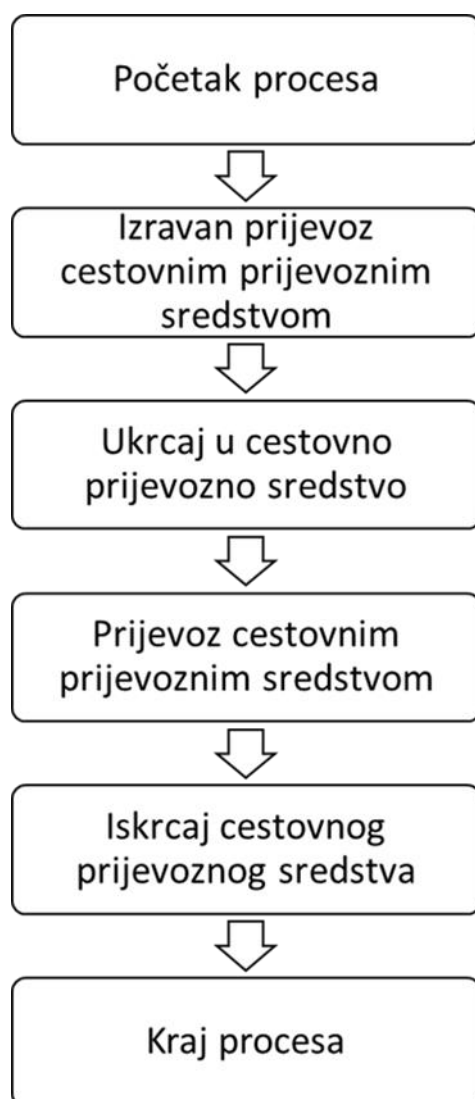 Početak procesa
Izravan prijevoz
cestovnim prijevoznim
sredstvom
Ukrcaj u cestovno
prijevozno sredstvo
Prijevoz cestovnim
prijevoznim sredstvom
Iskrcaj cestovnog
prijevoznog sredstva
Kraj procesa